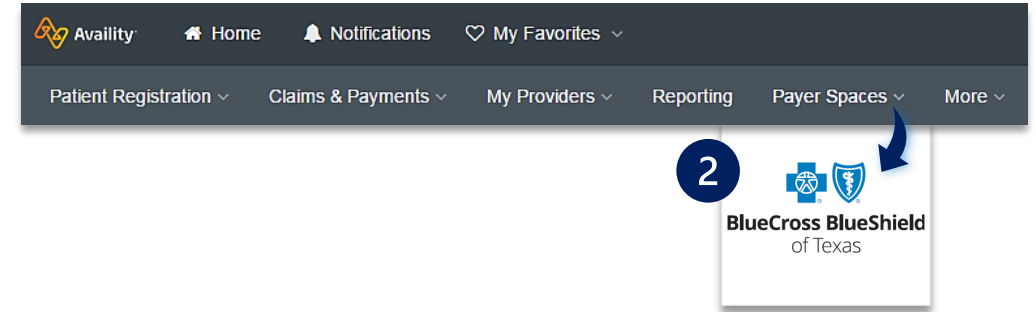 Availity Home Notifications My Favorites
Patient Registration Claims & Payments My Providers Reporting Payer Spaces More
2
BlueCross BlueShield
of Texas